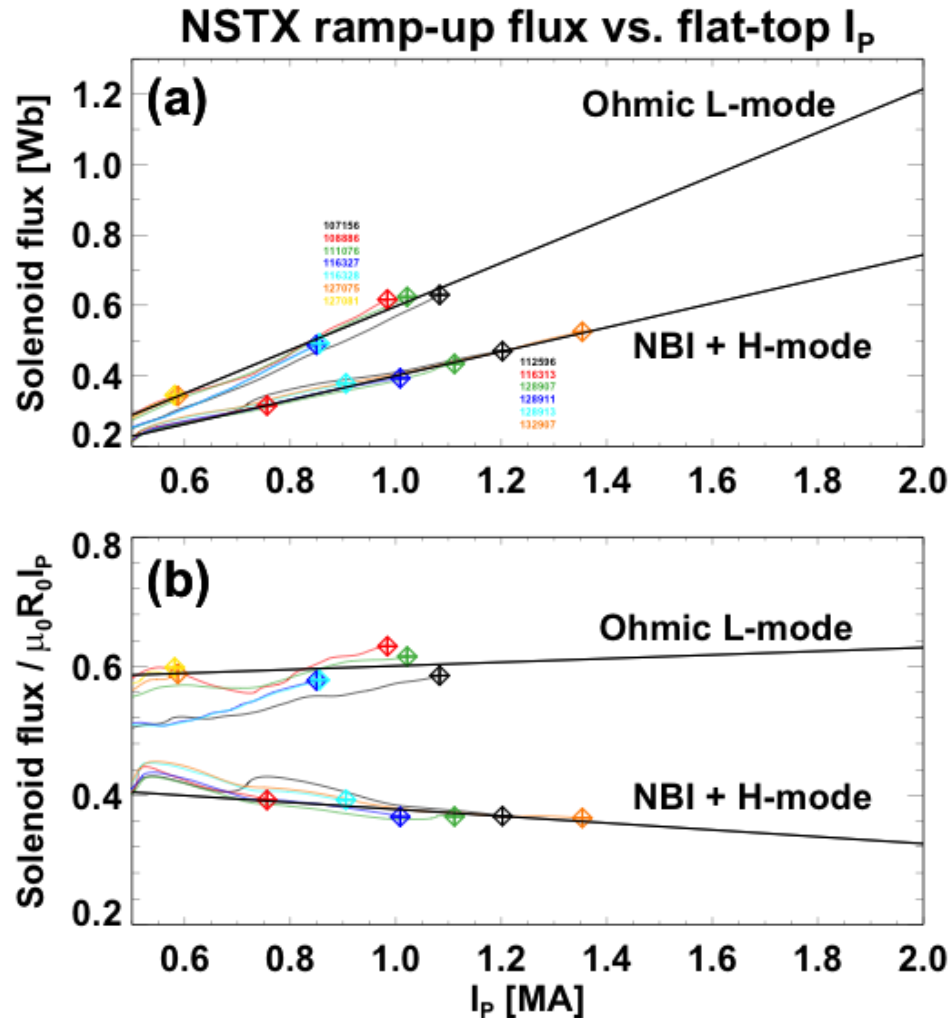 NSTX ramp-up flux vs. flat-top IP
(a)
Ohmic L-mode
NBI + H-mode
107156
108886
111076
116327
116328
127075
127081
112596
116313
128907
128911
128913
132907
Solenoid flux [Wb]
1.2
1.0
0.8
0.6
0.4
0.2
0.6 0.8 1.0 1.2 1.4 1.6 1.8 2.0
(b)
Ohmic L-mode
NBI + H-mode
Solenoid flux / μ0R0IP
0.8
0.6
0.4
0.2
0.6 0.8 1.0 1.2 1.4 1.6 1.8 2.0
IP [MA]